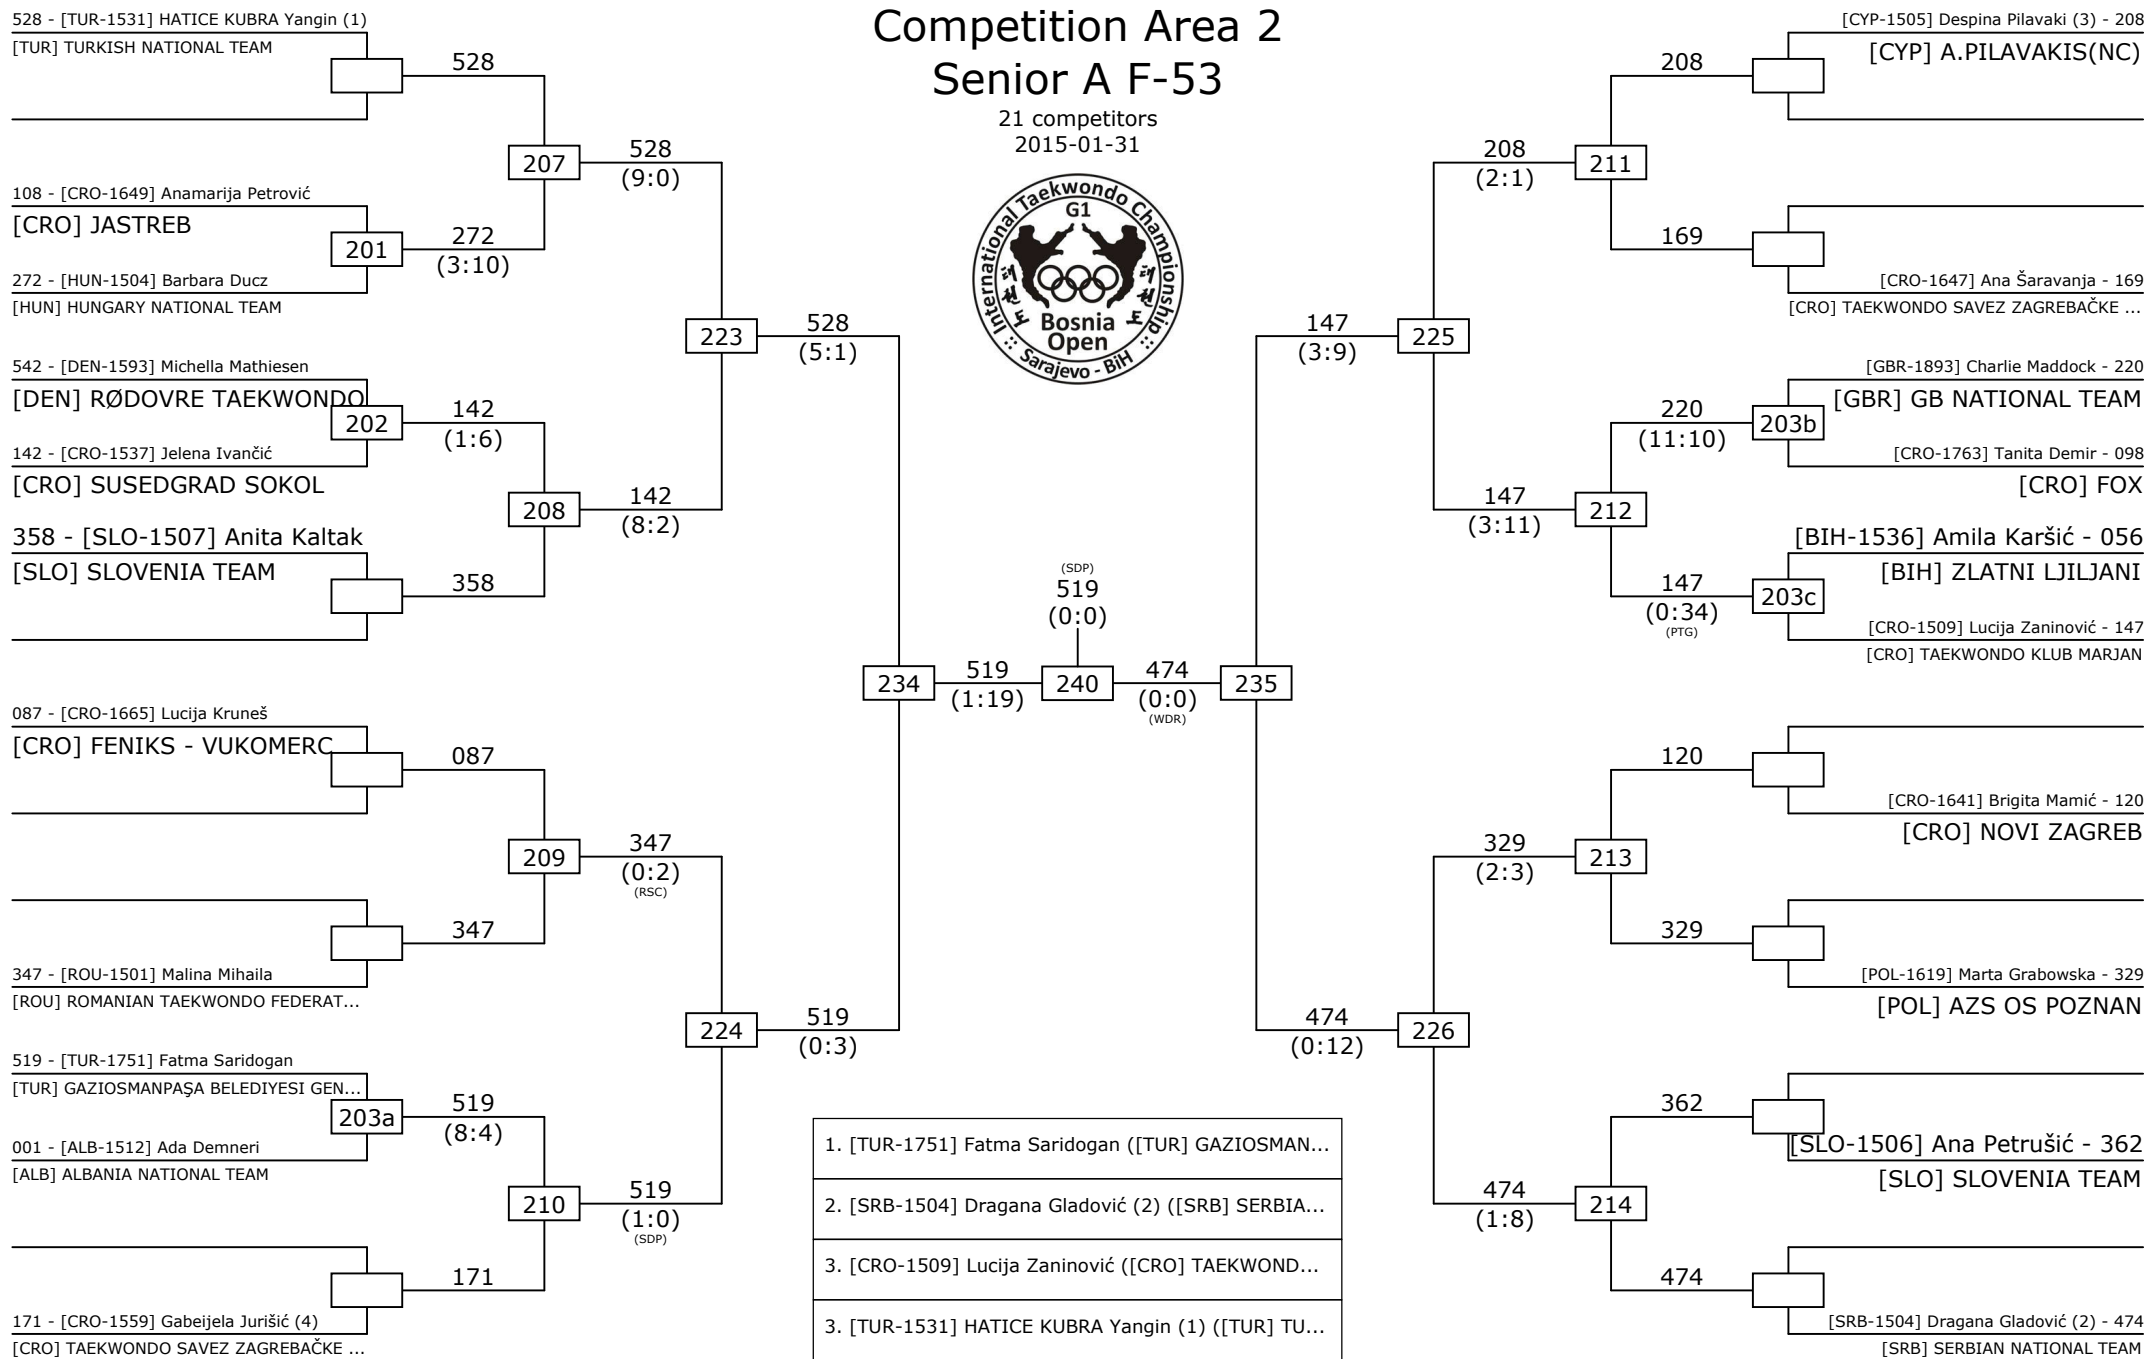 Competition Area 2
Senior A F-53
21 competitors
2015-01-31
International Taekwondo Championship
G1
Bosnia
Open
:: Sarajevo - BiH ::
528 - [TUR-1531] HATICE KUBRA Yangin (1)
[TUR] TURKISH NATIONAL TEAM
528
207
528
(9:0)
108 - [CRO-1649] Anamarija Petrović
[CRO] JASTREB
201
272
(3:10)
272 - [HUN-1504] Barbara Ducz
[HUN] HUNGARY NATIONAL TEAM
223
528
(5:1)
542 - [DEN-1593] Michella Mathiesen
[DEN] RØDOVRE TAEKWONDO
202
142
(1:6)
142 - [CRO-1537] Jelena Ivančić
[CRO] SUSEDGRAD SOKOL
208
142
(8:2)
358 - [SLO-1507] Anita Kaltak
[SLO] SLOVENIA TEAM
358
234
519
(1:19)
087 - [CRO-1665] Lucija Kruneš
[CRO] FENIKS - VUKOMERC
087
209
347
(0:2)
(RSC)
347
347 - [ROU-1501] Malina Mihaila
[ROU] ROMANIAN TAEKWONDO FEDERAT...
224
519
(0:3)
519 - [TUR-1751] Fatma Saridogan
[TUR] GAZIOSMANPAŞA BELEDIYESI GEN...
203a
519
(8:4)
001 - [ALB-1512] Ada Demneri
[ALB] ALBANIA NATIONAL TEAM
210
519
(1:0)
(SDP)
171
171 - [CRO-1559] Gabeijela Jurišić (4)
[CRO] TAEKWONDO SAVEZ ZAGREBAČKE ...
(SDP)
519
(0:0)
240
474
(0:0)
(WDR)
235
[CYP-1505] Despina Pilavaki (3) - 208
[CYP] A.PILAVAKIS(NC)
208
208
(2:1)
211
169
[CRO-1647] Ana Šaravanja - 169
[CRO] TAEKWONDO SAVEZ ZAGREBAČKE ...
147
(3:9)
225
[GBR-1893] Charlie Maddock - 220
[GBR] GB NATIONAL TEAM
220
(11:10)
203b
[CRO-1763] Tanita Demir - 098
[CRO] FOX
147
(3:11)
212
[BIH-1536] Amila Karšić - 056
[BIH] ZLATNI LJILJANI
147
(0:34)
(PTG)
203c
[CRO-1509] Lucija Zaninović - 147
[CRO] TAEKWONDO KLUB MARJAN
120
[CRO-1641] Brigita Mamić - 120
[CRO] NOVI ZAGREB
329
(2:3)
213
329
[POL-1619] Marta Grabowska - 329
[POL] AZS OS POZNAN
474
(0:12)
226
362
[SLO-1506] Ana Petrušić - 362
[SLO] SLOVENIA TEAM
474
(1:8)
214
474
[SRB-1504] Dragana Gladović (2) - 474
[SRB] SERBIAN NATIONAL TEAM
1. [TUR-1751] Fatma Saridogan ([TUR] GAZIOSMAN...
2. [SRB-1504] Dragana Gladović (2) ([SRB] SERBIA...
3. [CRO-1509] Lucija Zaninović ([CRO] TAEKWOND...
3. [TUR-1531] HATICE KUBRA Yangin (1) ([TUR] TU...